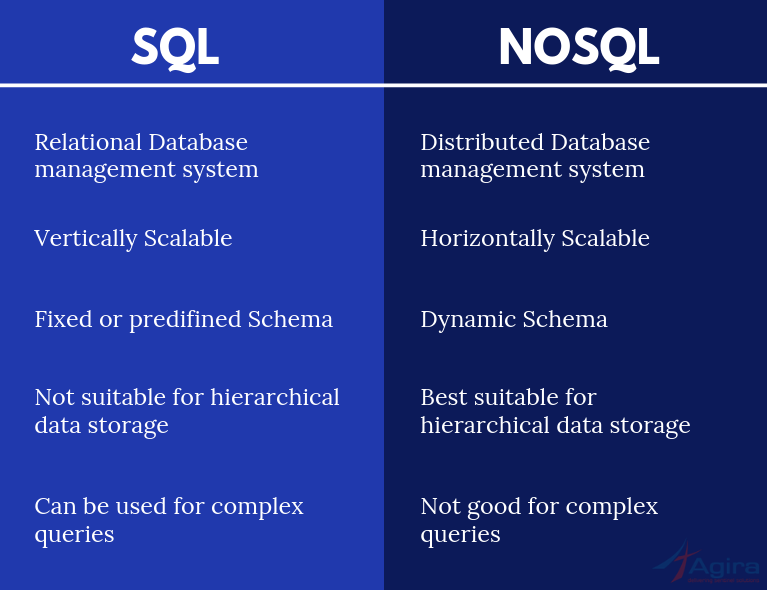 SQL
NOSQL
Relational Database
management system
Distributed Database
management system
Vertically Scalable
Horizontally Scalable
Fixed or predifined Schema
Dynamic Schema
Not suitable for hierarchical
data storage
Best suitable for
hierarchical data storage
Can be used for complex
queries
Not good for complex
queries
Agira